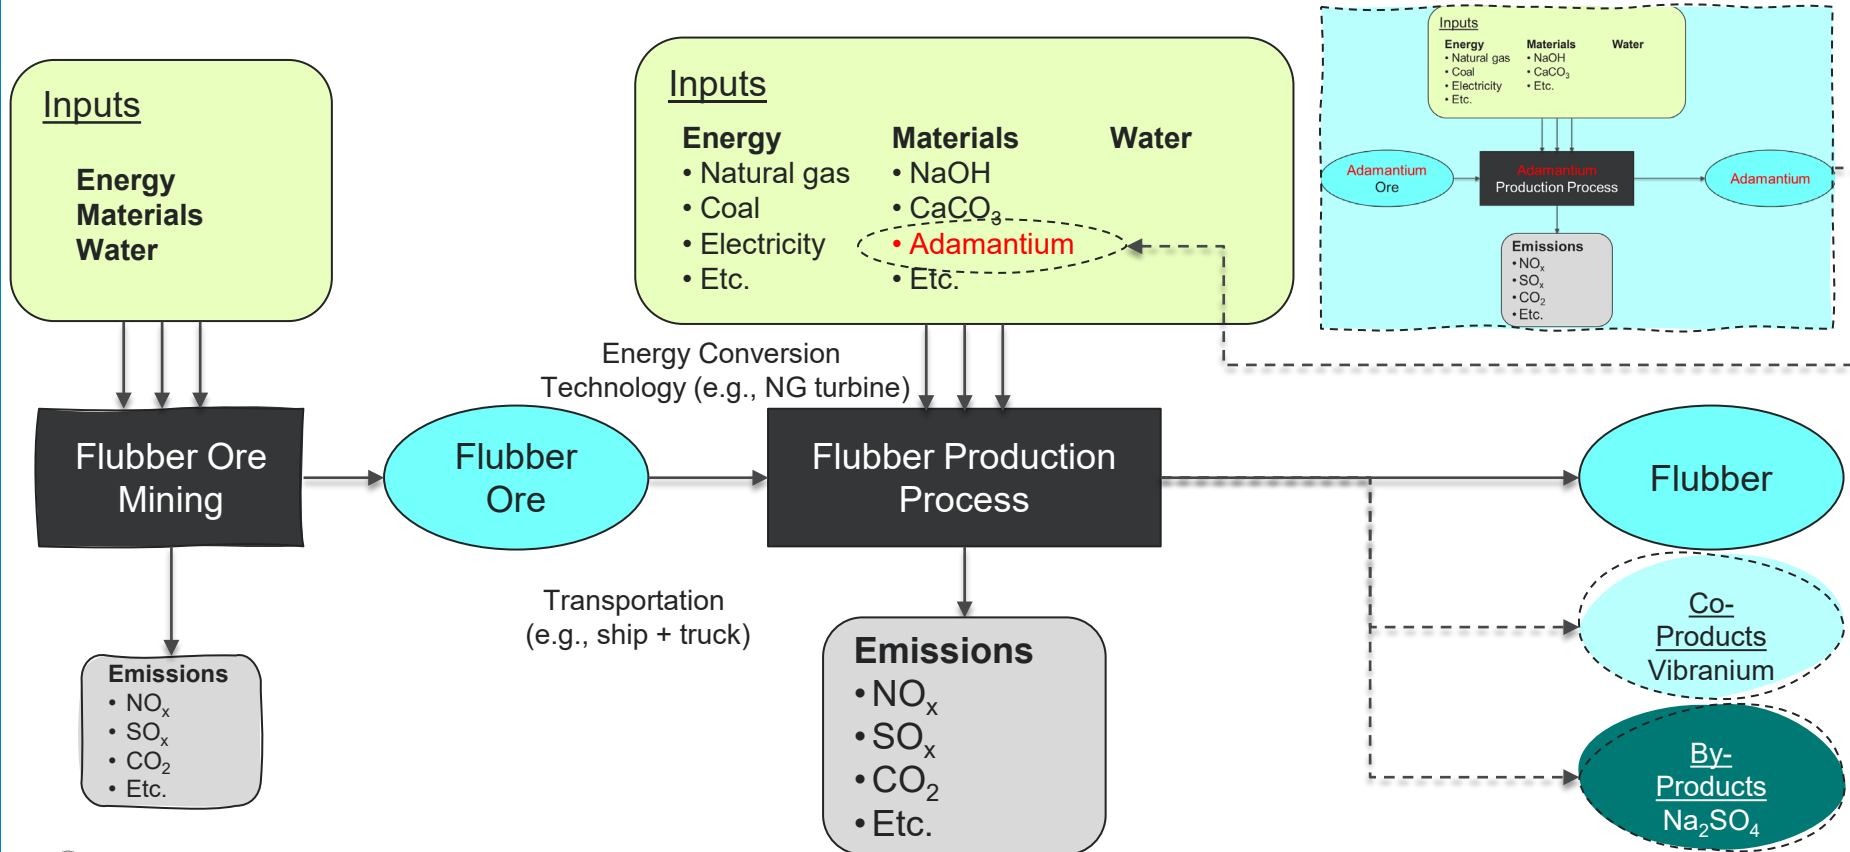 Inputs
Energy
Materials
Water
Flubber Ore
Mining
Emissions
• NOx
• SOx
• CO2
• Etc.
Flubber
Ore
Transportation
(e.g., ship + truck)
Inputs
Energy
• Natural gas
• Coal
• Electricity
• Etc.
Materials
• NaOH
• CaCO3
• Adamantium
• Etc.
Water
Energy Conversion
Technology (e.g., NG turbine)
Flubber Production
Process
Emissions
• NOx
• SOx
• CO2
• Etc.
Inputs
Energy
• Natural gas
• Coal
• Electricity
• Etc.
Materials
• NaOH
• CaCO3
• Etc.
Water
Adamantium
Ore
Adamantium
Production Process
Adamantium
Emissions
• NOx
• SOx
• CO2
• Etc.
Flubber
Co-
Products
Vibranium
By-
Products
Na2SO4